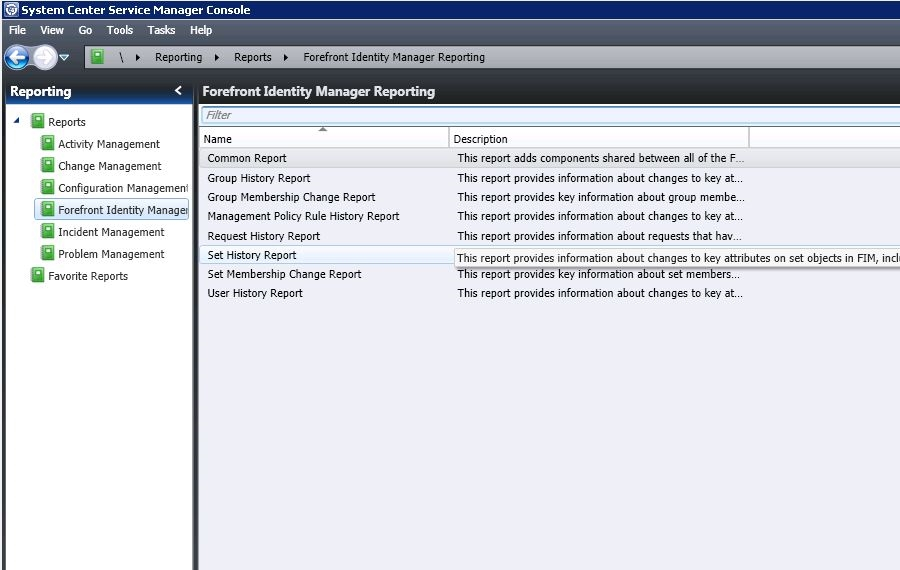 System Center Service Manager Console
File View Go Tools Tasks Help
\ Reporting Reports Forefront Identity Manager Reporting
Reporting
Reports
Activity Management
Change Management
Configuration Management
Forefront Identity Manager
Incident Management
Problem Management
Favorite Reports
Forefront Identity Manager Reporting
Filter
Name Description
Common Report This report adds components shared between all of the F...
Group History Report This report provides information about changes to key at...
Group Membership Change Report This report provides key information about group membe...
Management Policy Rule History Report This report provides information about changes to key at...
Request History Report This report provides information about requests that hav...
Set History Report This report provides information about changes to key attributes on set objects in FIM, inclu
Set Membership Change Report This report provides key information about set members...
User History Report This report provides information about changes to key at...